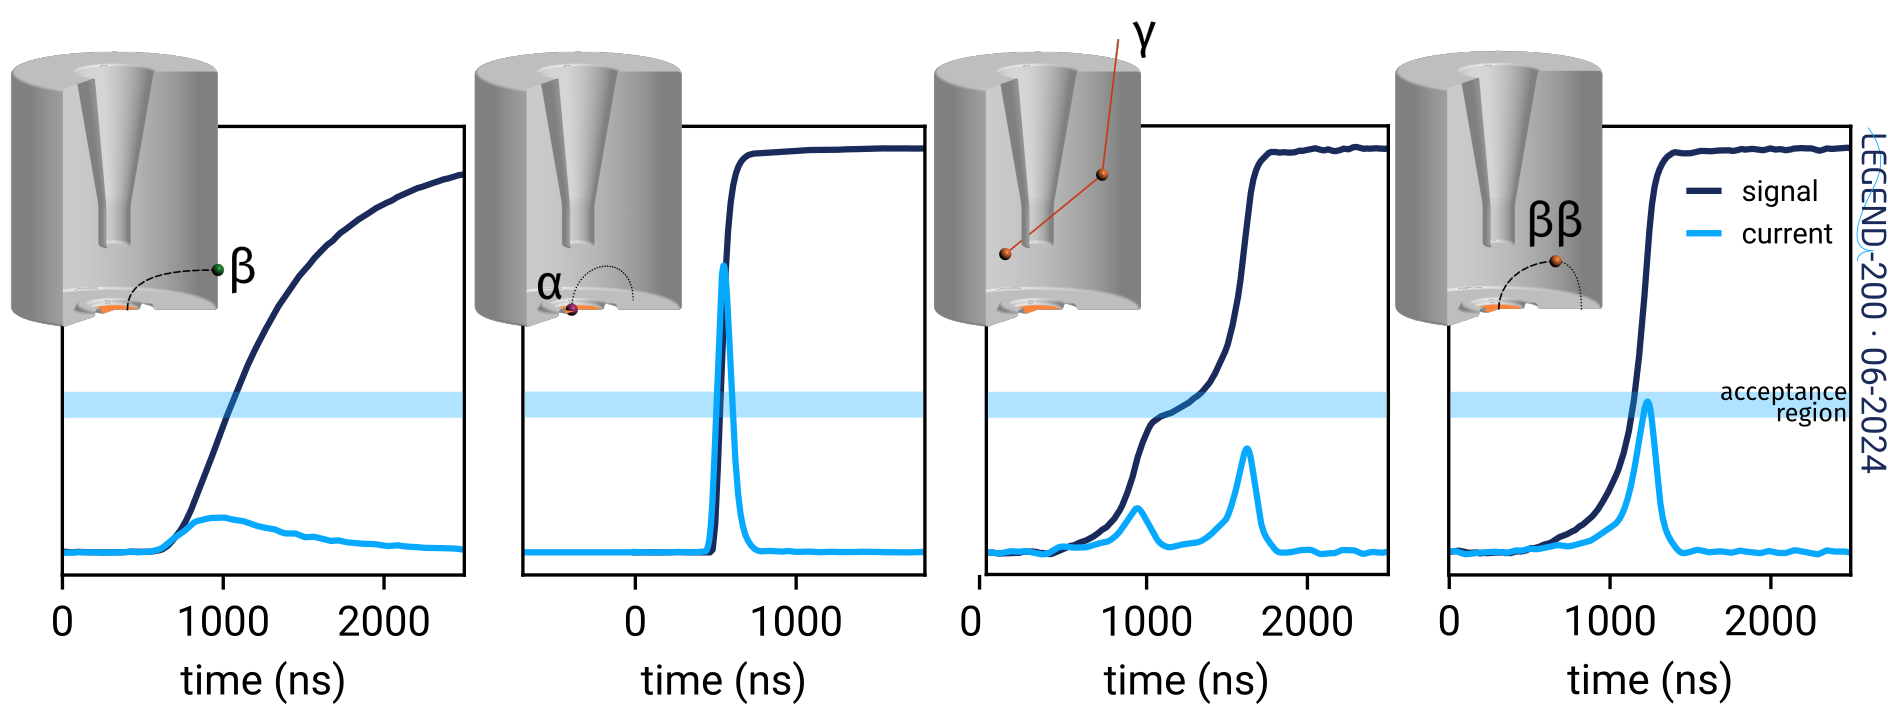 β
α
γ
ββ
signal
current
acceptance
region
0 1000 2000
0 1000
0 1000 2000
0 1000 2000
time (ns)
time (ns)
time (ns)
time (ns)
LEGEND-200 · 06-2024